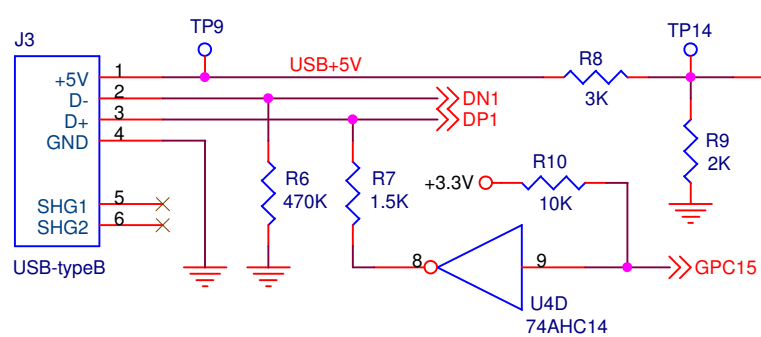 TP9
TP14
J3
USB+5V
R8
3K
+5V 1
D- 2
D+ 3
GND 4
DN1
DP1
R9
2K
R6
470K
R7
1.5K
+3.3V
R10
10K
SHG1 5
SHG2 6
USB-typeB
8
9
GPC15
U4D
74AHC14